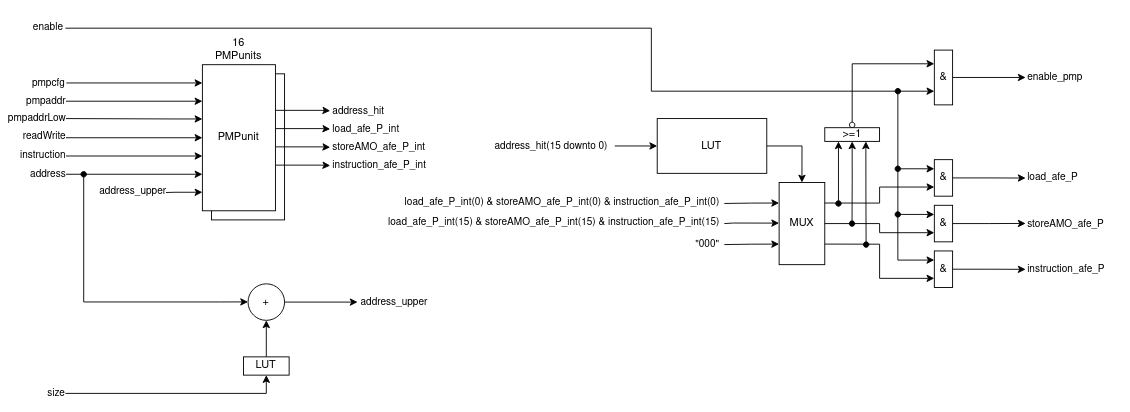 enable
16
PMPunits
pmpcfg
pmpaddr
pmpaddrLow
readWrite
instruction
address
address_upper
PMPunit
address_hit
load_afe_P_int
storeAMO_afe_P_int
instruction_afe_P_int
address_hit(15 downto 0)
LUT
load_afe_P_int(0) & storeAMO_afe_P_int(0) & instruction_afe_P_int(0)
load_afe_P_int(15) & storeAMO_afe_P_int(15) & instruction_afe_P_int(15)
"000"
MUX
>=1
&
enable_pmp
&
load_afe_P
&
storeAMO_afe_P
&
instruction_afe_P
+
address_upper
LUT
size